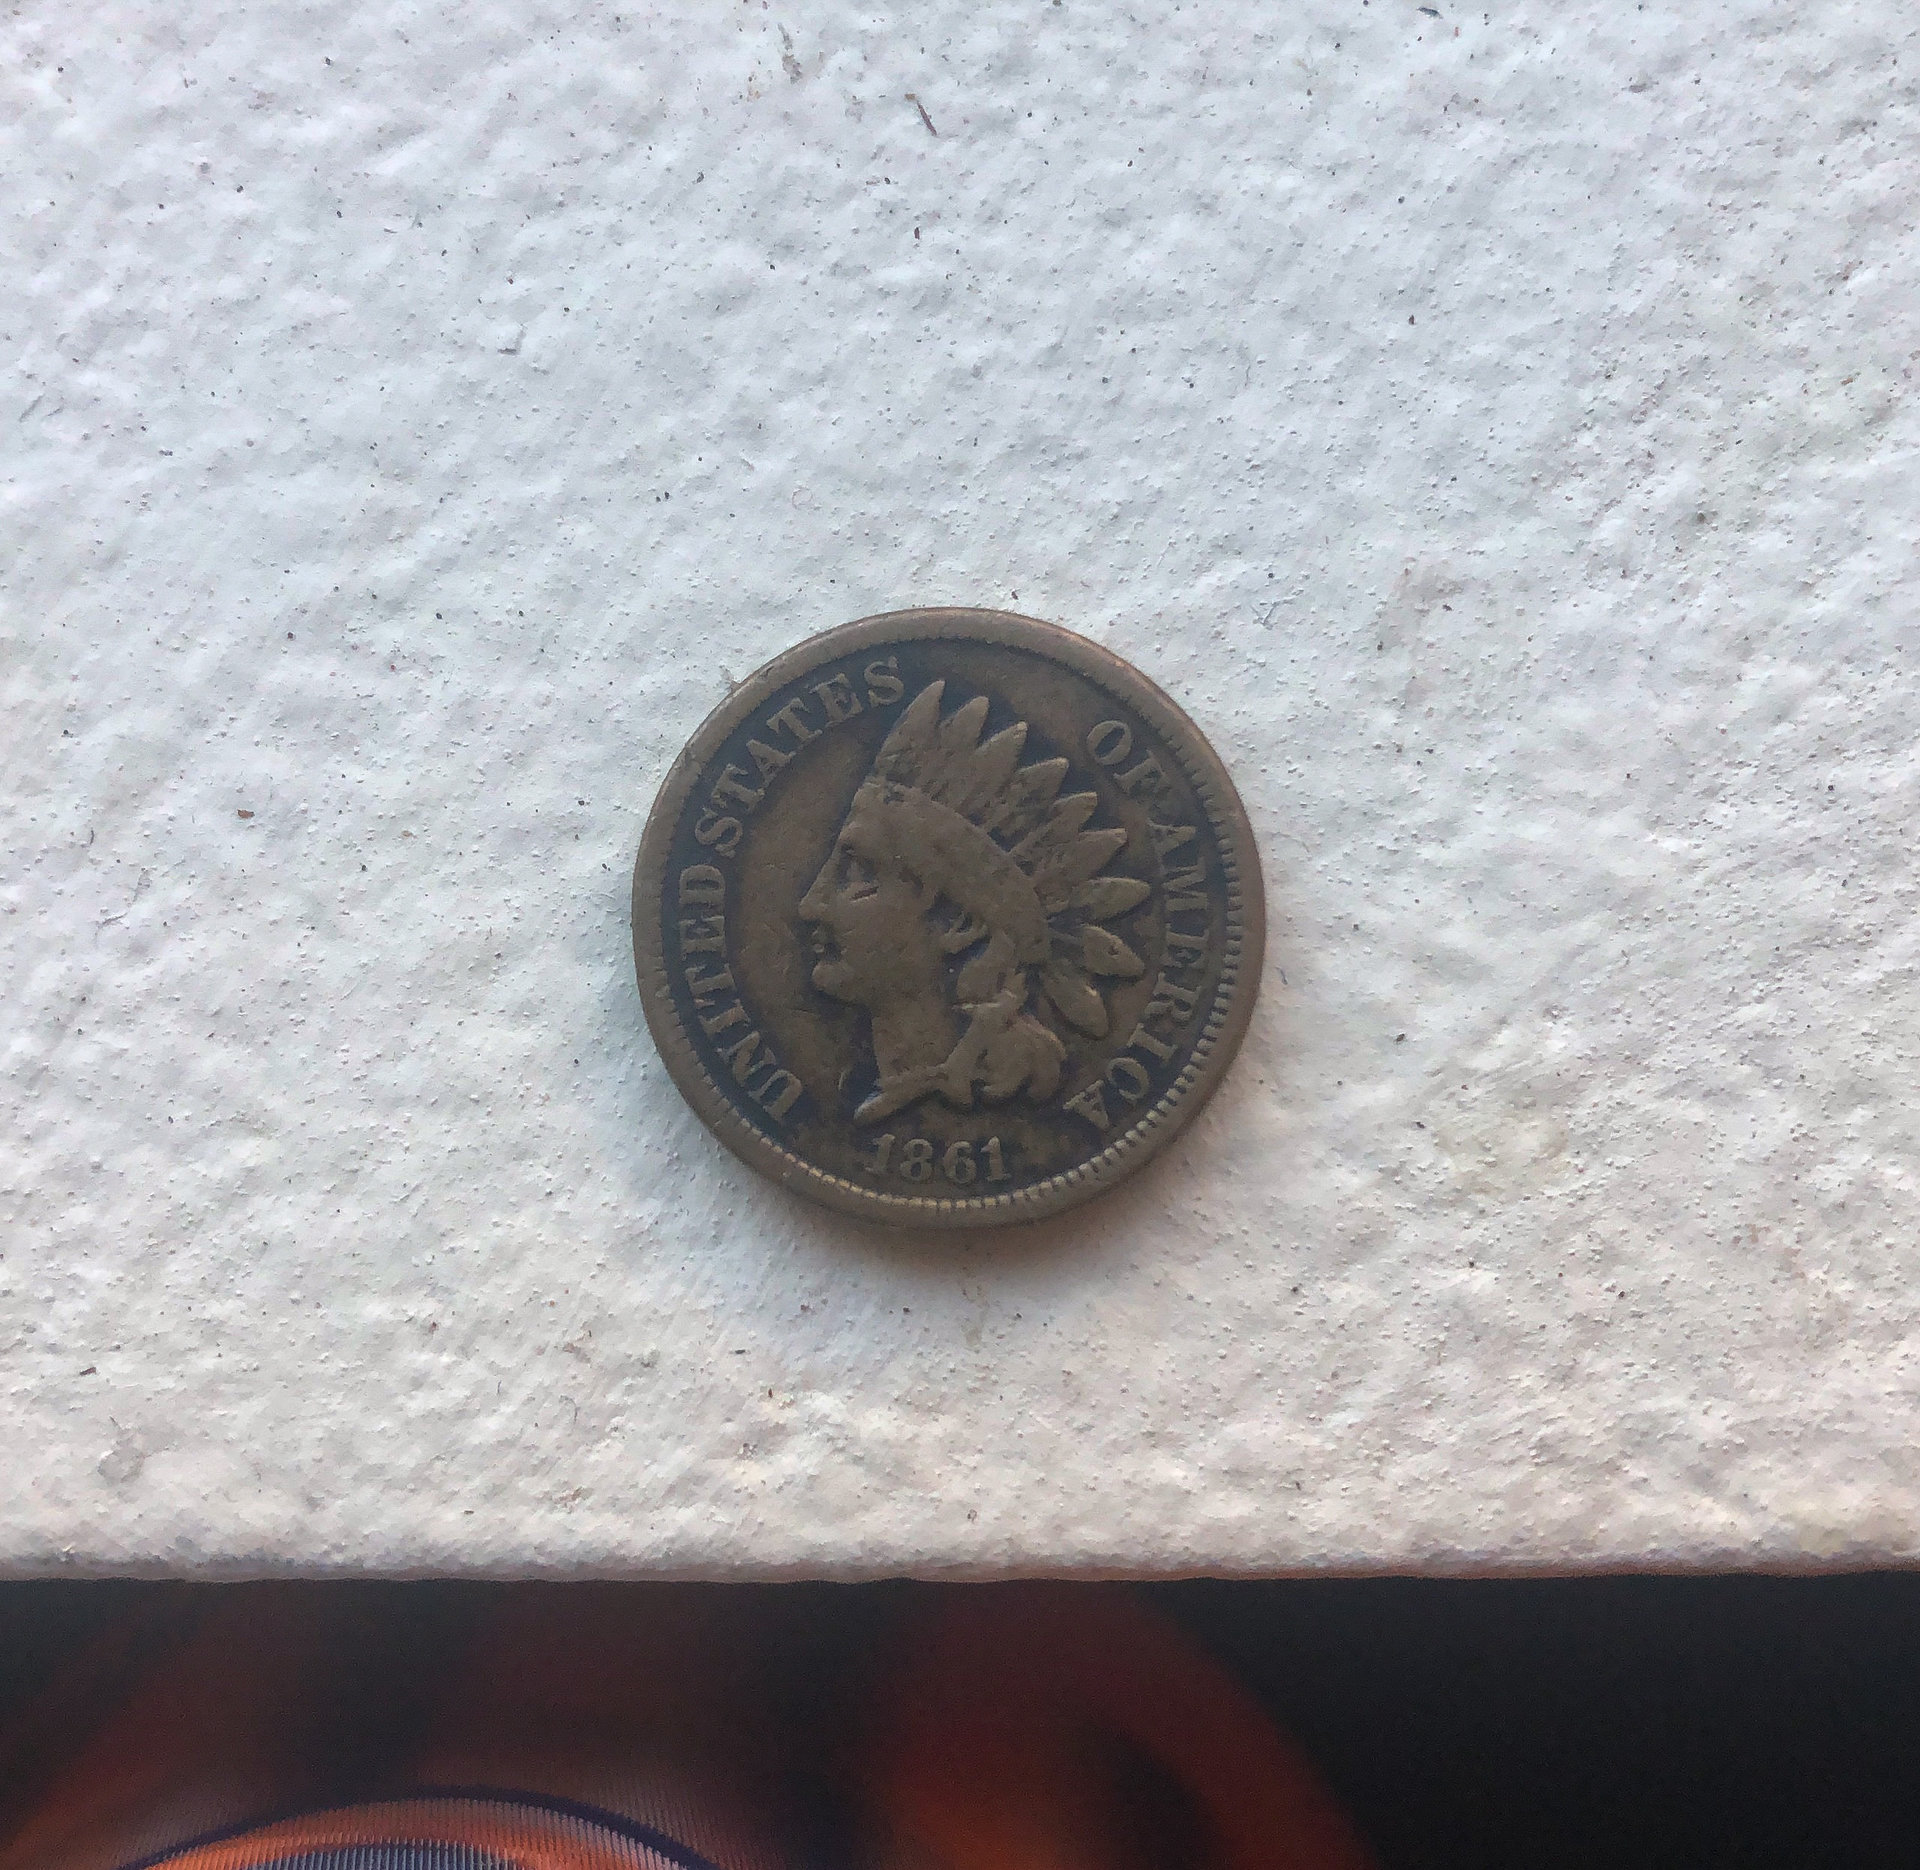 UNITED STATES OF AMERICA
1861